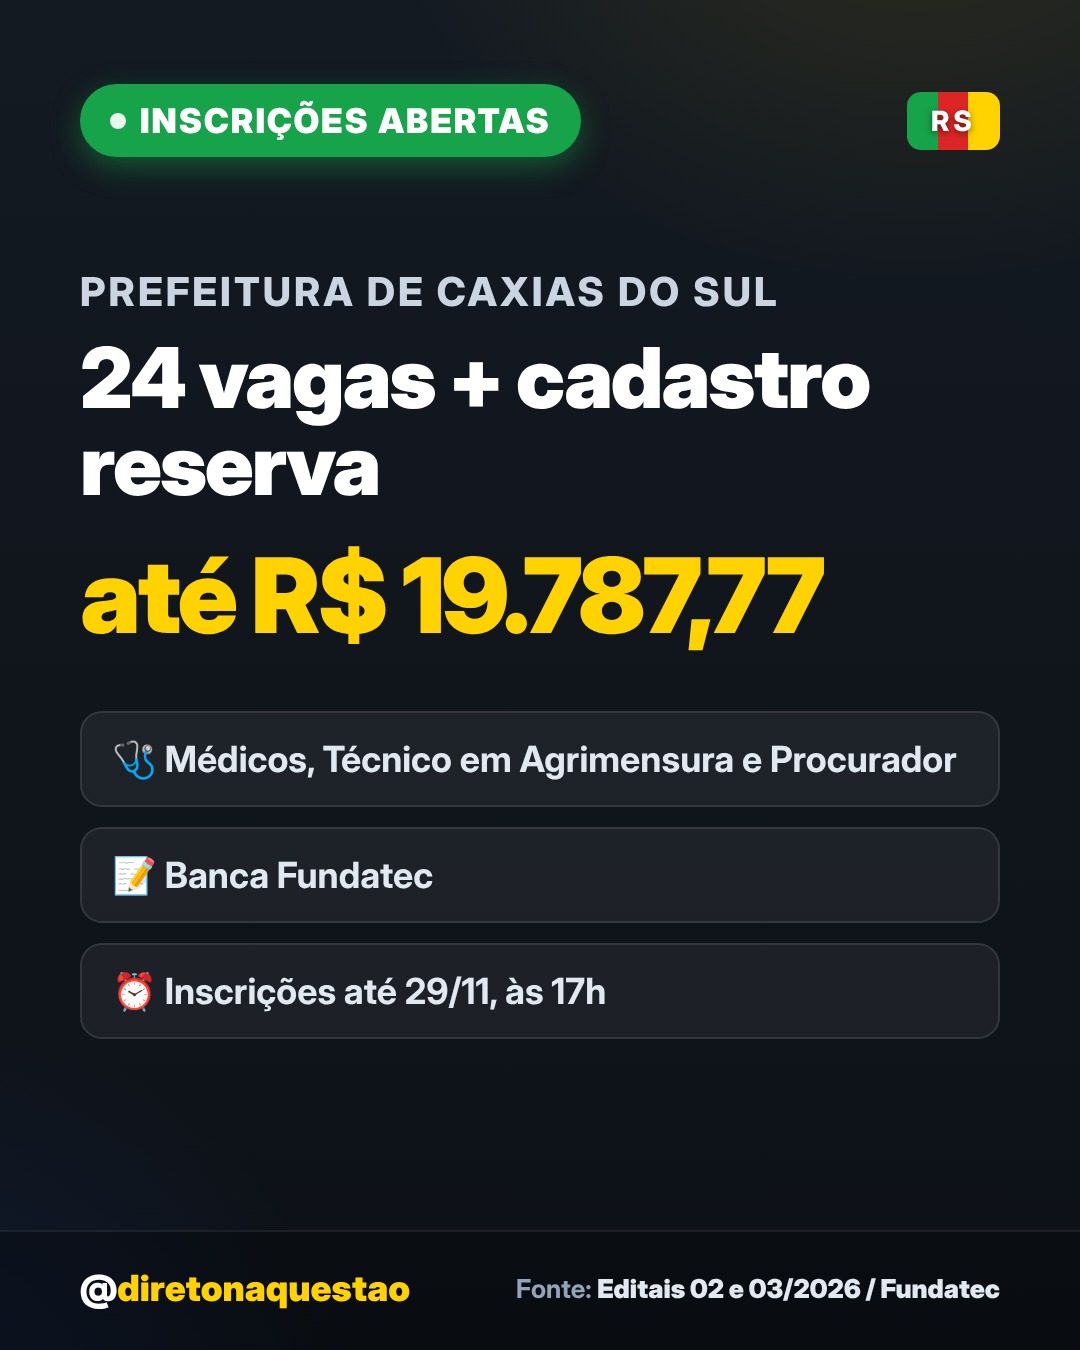 INSCRIÇÕES ABERTAS
RS
PREFEITURA DE CAXIAS DO SUL
24 vagas + cadastro
reserva
até R$ 19.787,77
Médicos, Técnico em Agrimensura e Procurador
Banca Fundatec
Inscrições até 29/11, às 17h
@diretonaquestao
Fonte: Editais 02 e 03/2026 / Fundatec